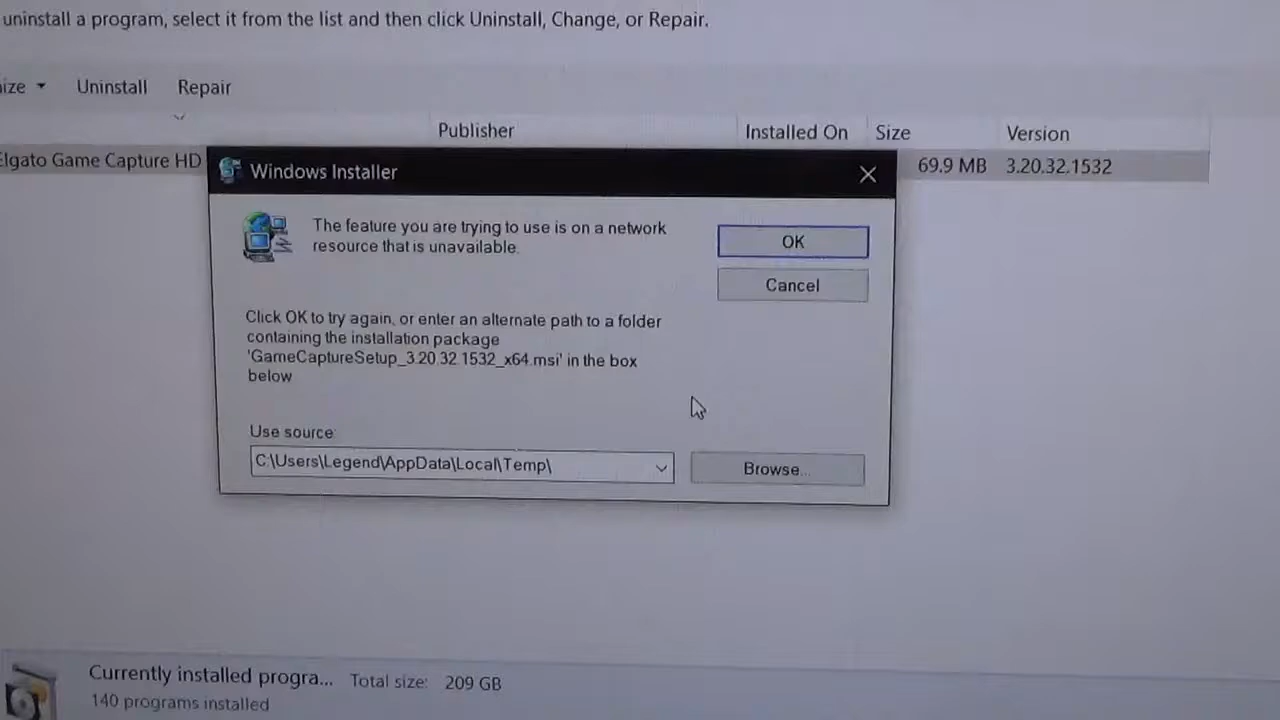 uninstall a program, select it from the list and then click Uninstall, Change, or Repair.
Uninstall Repair
Publisher Installed On Size Version
Elgato Game Capture HD 69.9 MB 3.20.32.1532
Windows Installer
The feature you are trying to use is on a network
resource that is unavailable.
OK
Cancel
Click OK to try again, or enter an alternate path to a folder
containing the installation package
'GameCaptureSetup_3.20.32.1532_x64.msi' in the box
below
Use source:
C:\Users\Legend\AppData\Local\Temp\
Browse...
Currently installed progra... Total size: 209 GB
140 programs installed